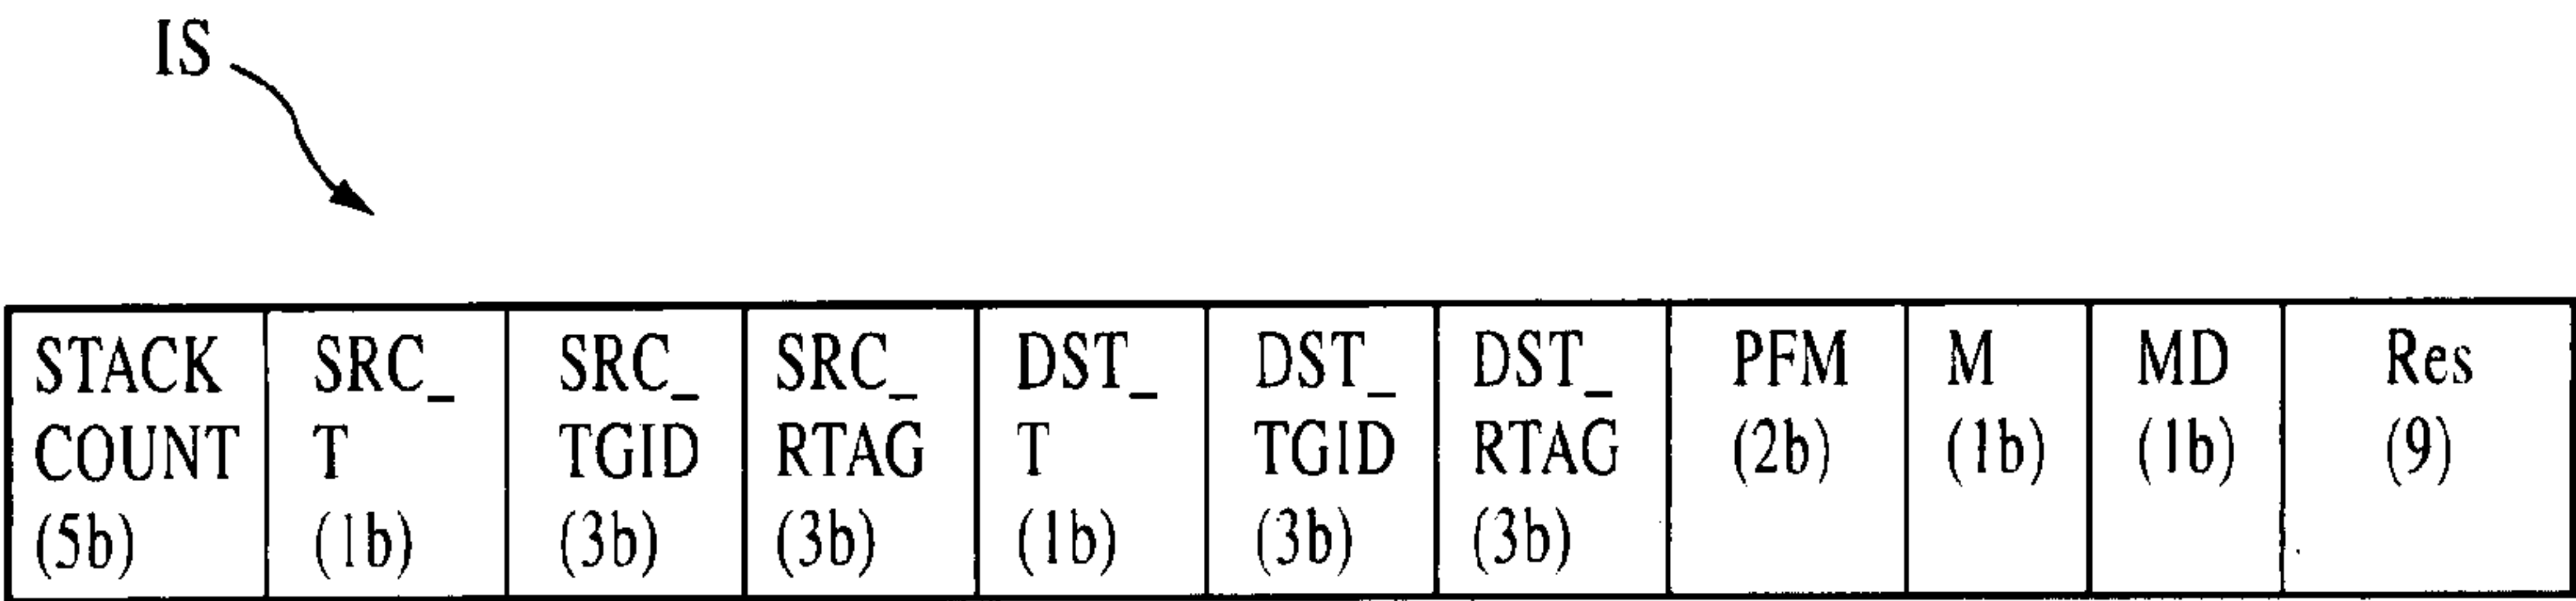 IS
STACK COUNT (5b)
SRC_ T (1b)
SRC_ TGID (3b)
SRC_ RTAG (3b)
DST_ T (1b)
DST_ TGID (3b)
DST_ RTAG (3b)
PFM (2b)
M (1b)
MD (1b)
Res (9)